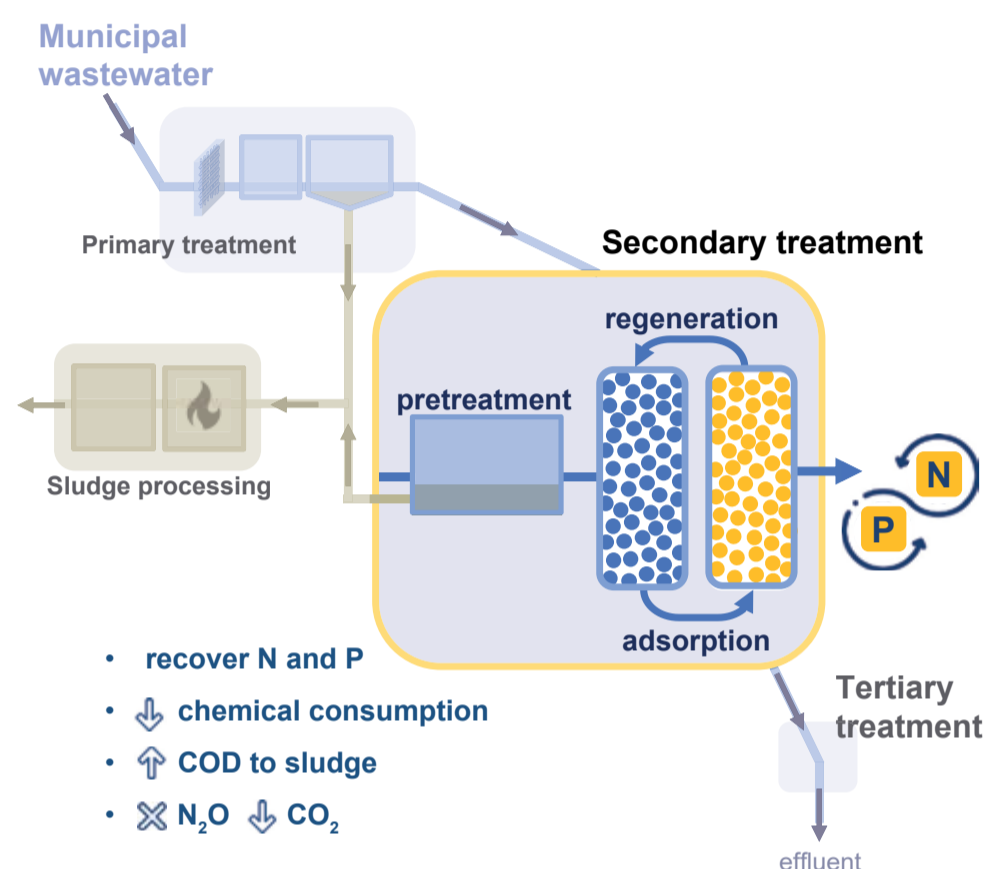 Municipal
wastewater
Primary treatment
Secondary treatment
regeneration
pretreatment
N
P
Sludge processing
adsorption
• recover N and P
• chemical consumption
• COD to sludge
• N₂O CO₂
Tertiary
treatment
effluent